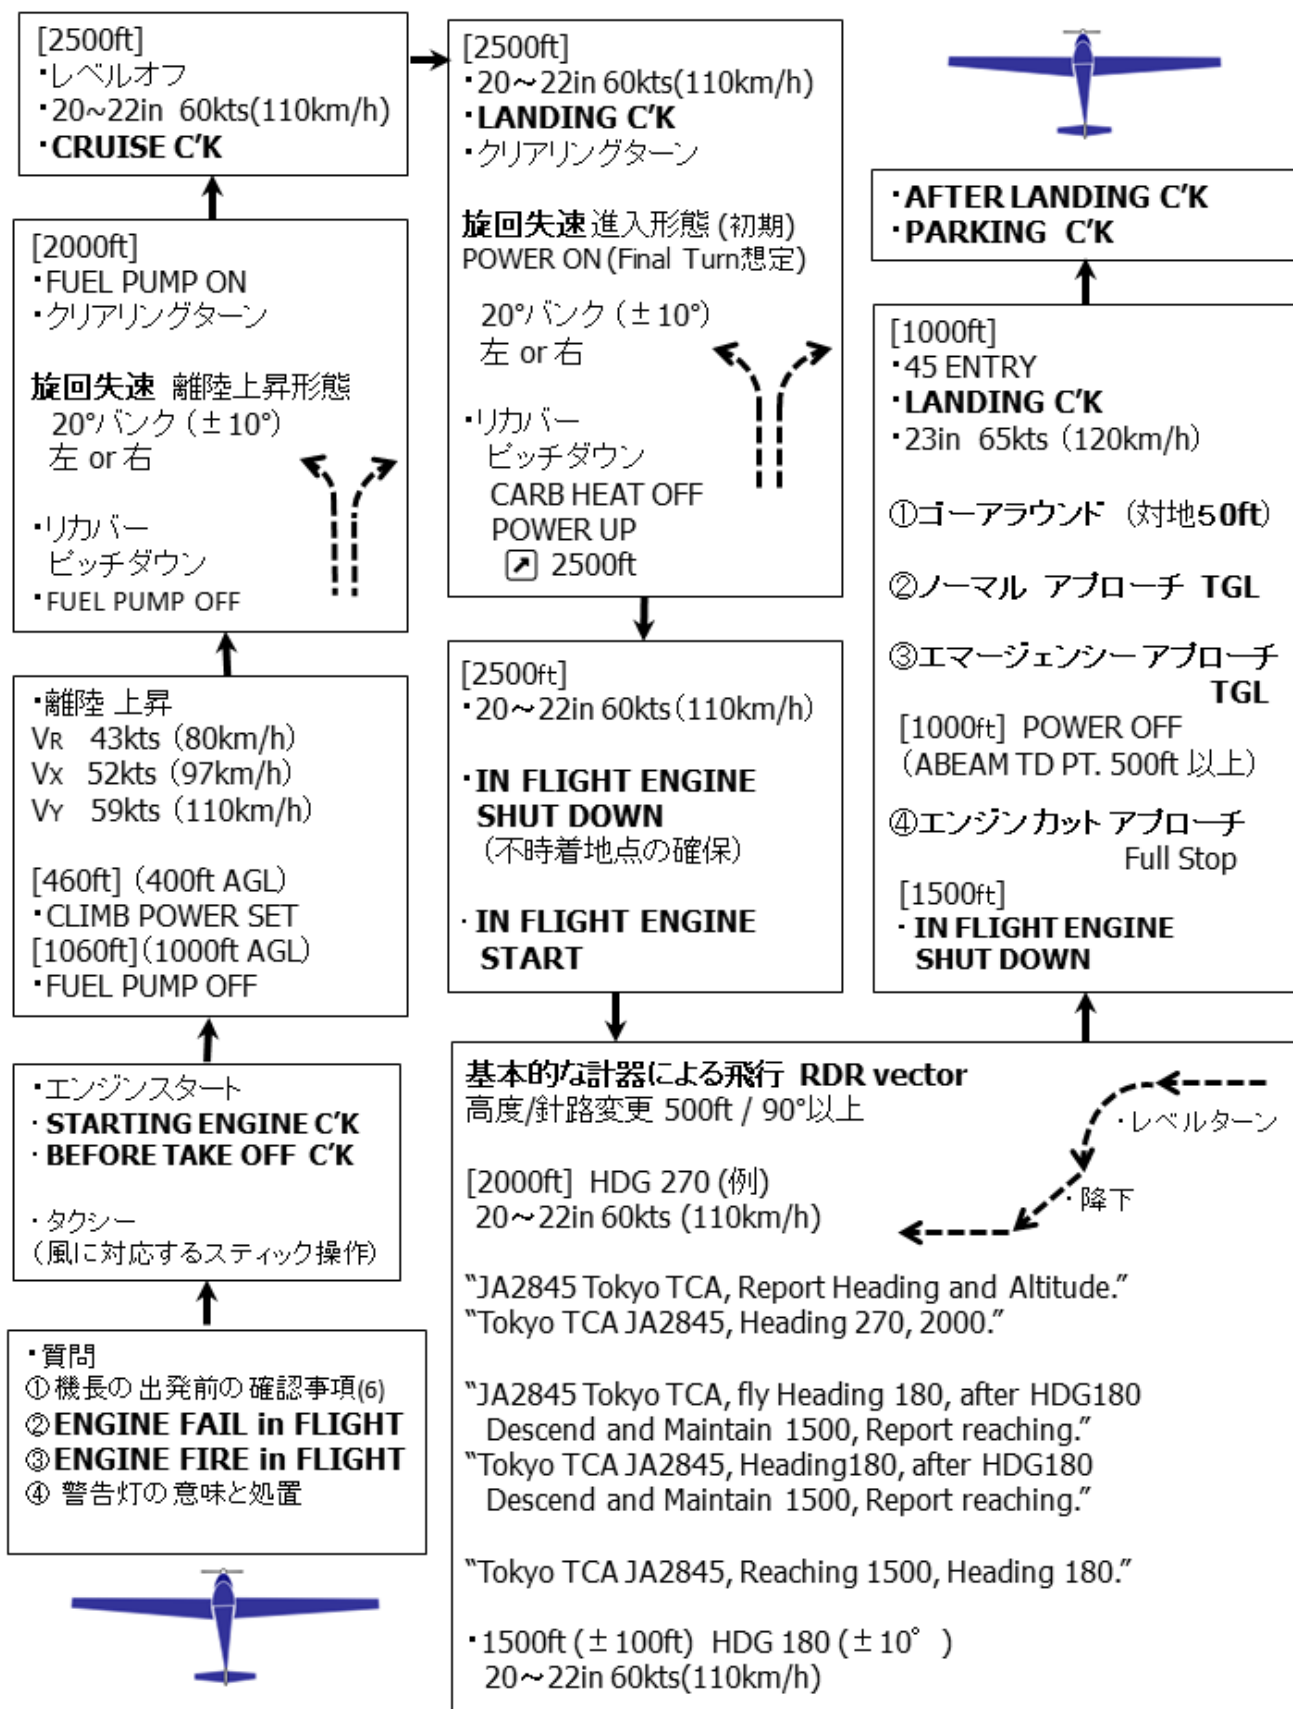 [2500ft]
・レベルオフ
・20~22in 60kts(110km/h)
・CRUISE C'K
[2000ft]
・FUEL PUMP ON
・クリアリングターン
旋回失速 離陸上昇形態
20°バンク (±10°)
左 or 右
・リカバー
ピッチダウン
・FUEL PUMP OFF
・離陸 上昇
VR 43kts (80km/h)
VX 52kts (97km/h)
VY 59kts (110km/h)
[460ft] (400ft AGL)
・CLIMB POWER SET
[1060ft](1000ft AGL)
・FUEL PUMP OFF
・エンジンスタート
・STARTING ENGINE C'K
・BEFORE TAKE OFF C'K
・タクシー
(風に対応するスティック操作)
・質問
①機長の出発前の確認事項(6)
②ENGINE FAIL in FLIGHT
③ENGINE FIRE in FLIGHT
④ 警告灯の意味と処置
[2500ft]
・20～22in 60kts(110km/h)
・LANDING C'K
・クリアリングターン
旋回失速 進入形態 (初期)
POWER ON (Final Turn想定)
20°バンク (±10°)
左 or 右
・リカバー
ピッチダウン
CARB HEAT OFF
POWER UP
↗ 2500ft
[2500ft]
・20～22in 60kts(110km/h)
・IN FLIGHT ENGINE
SHUT DOWN
(不時着地点の確保)
・IN FLIGHT ENGINE
START
基本的な計器による飛行 RDR vector
高度/針路変更 500ft / 90°以上
・レベルターン
[2000ft] HDG 270 (例)
・降下
20～22in 60kts (110km/h)
“JA2845 Tokyo TCA, Report Heading and Altitude.”
“Tokyo TCA JA2845, Heading 270, 2000.”
“JA2845 Tokyo TCA, fly Heading 180, after HDG180
Descend and Maintain 1500, Report reaching.”
“Tokyo TCA JA2845, Heading180, after HDG180
Descend and Maintain 1500, Report reaching.”
“Tokyo TCA JA2845, Reaching 1500, Heading 180.”
・1500ft (±100ft) HDG 180 (±10°)
20～22in 60kts(110km/h)
・AFTER LANDING C'K
・PARKING C'K
[1000ft]
・45 ENTRY
・LANDING C'K
・23in 65kts (120km/h)
①ゴーアラウンド (対地50ft)
②ノーマル アプローチ TGL
③エマージェンシー アプローチ
TGL
[1000ft] POWER OFF
(ABEAM TD PT. 500ft 以上)
④エンジンカット アプローチ
Full Stop
[1500ft]
・IN FLIGHT ENGINE
SHUT DOWN